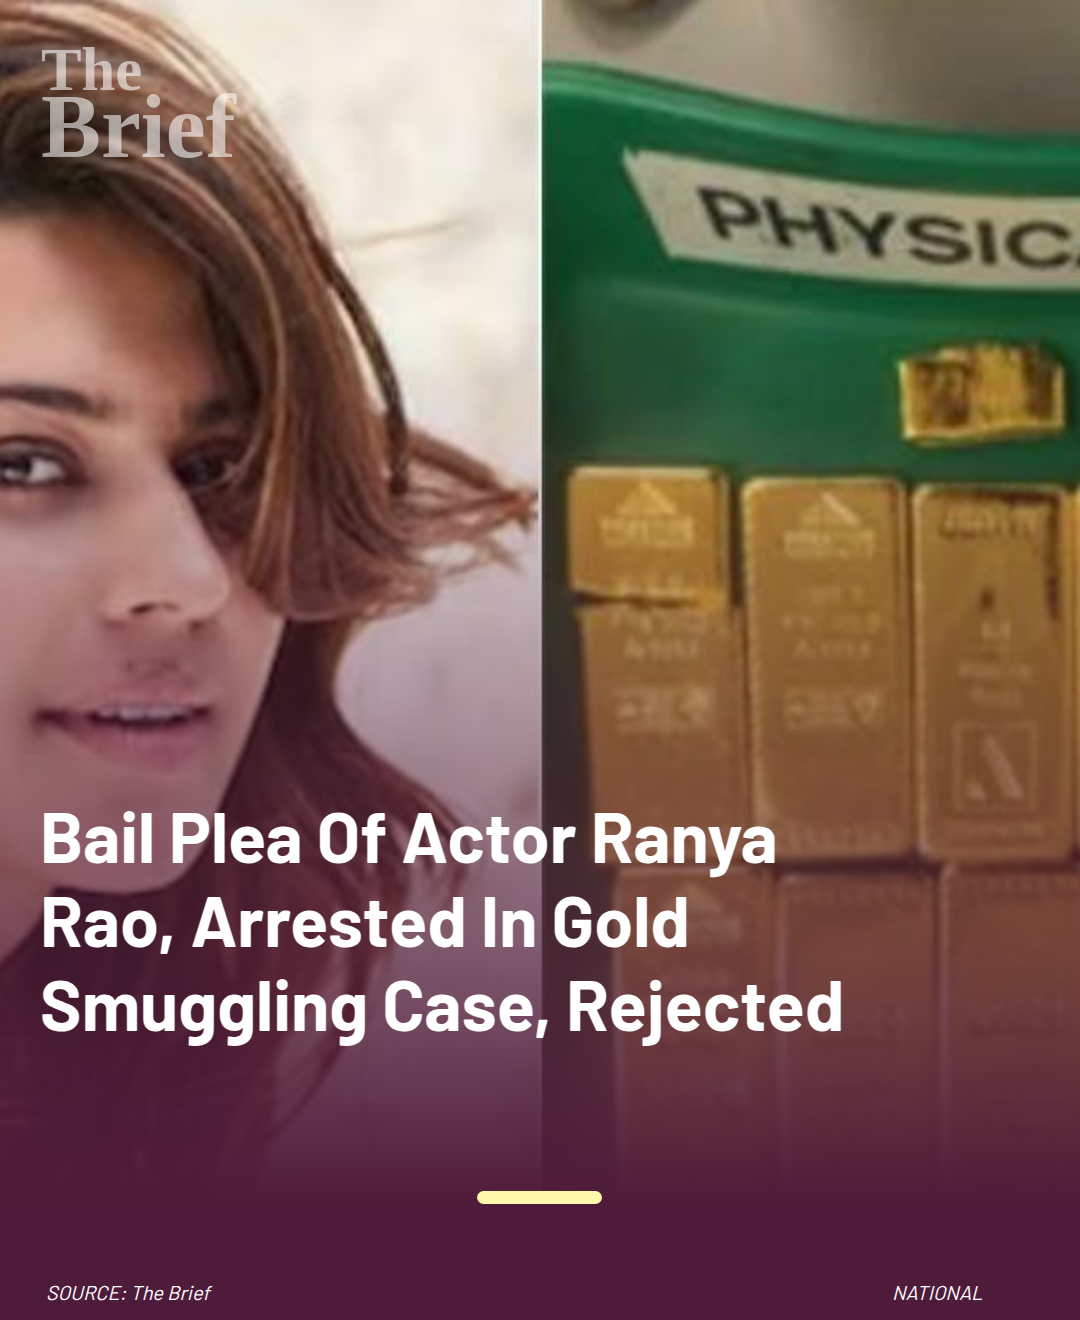 The
Brief
PHYSICA
Bail Plea Of Actor Ranya
Rao, Arrested In Gold
Smuggling Case, Rejected
SOURCE: The Brief
NATIONAL